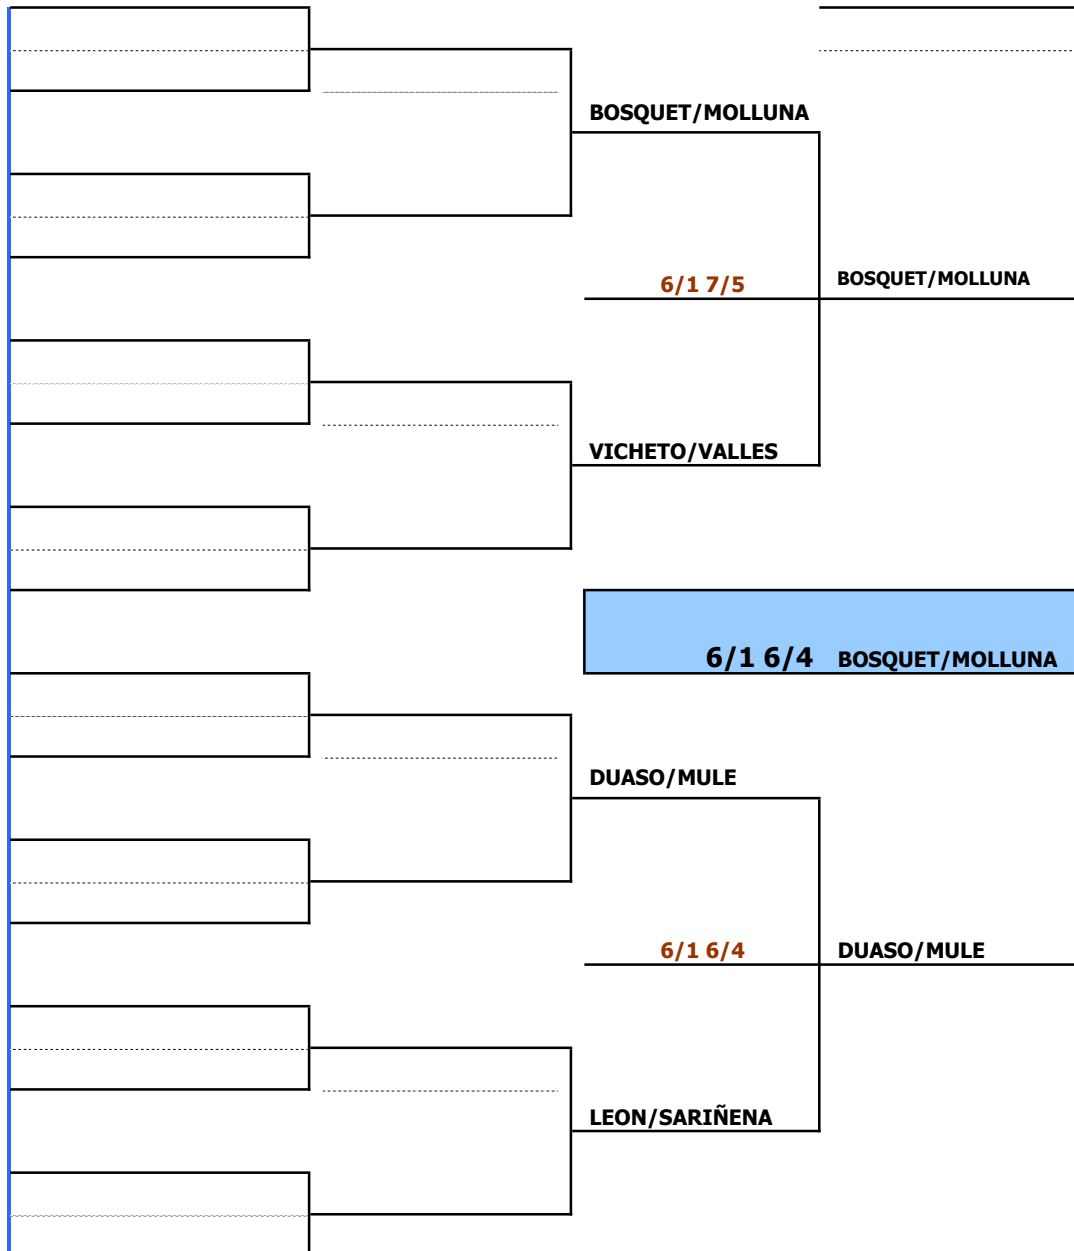 BOSQUET/MOLLUNA
6/1 7/5
BOSQUET/MOLLUNA
VICHETO/VALLES
6/1 6/4 BOSQUET/MOLLUNA
DUASO/MULE
6/1 6/4
DUASO/MULE
LEON/SARIÑENA